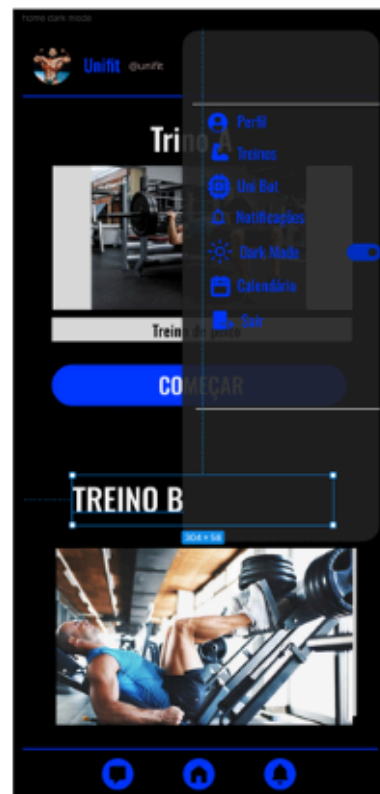 home dark mode
Unifit @unifit
Trino A
Perfil
Treinos
Uni Bot
Notificações
Dark Mode
Calendário
Sair
Treino de peito
COMEÇAR
TREINO B
304 × 58